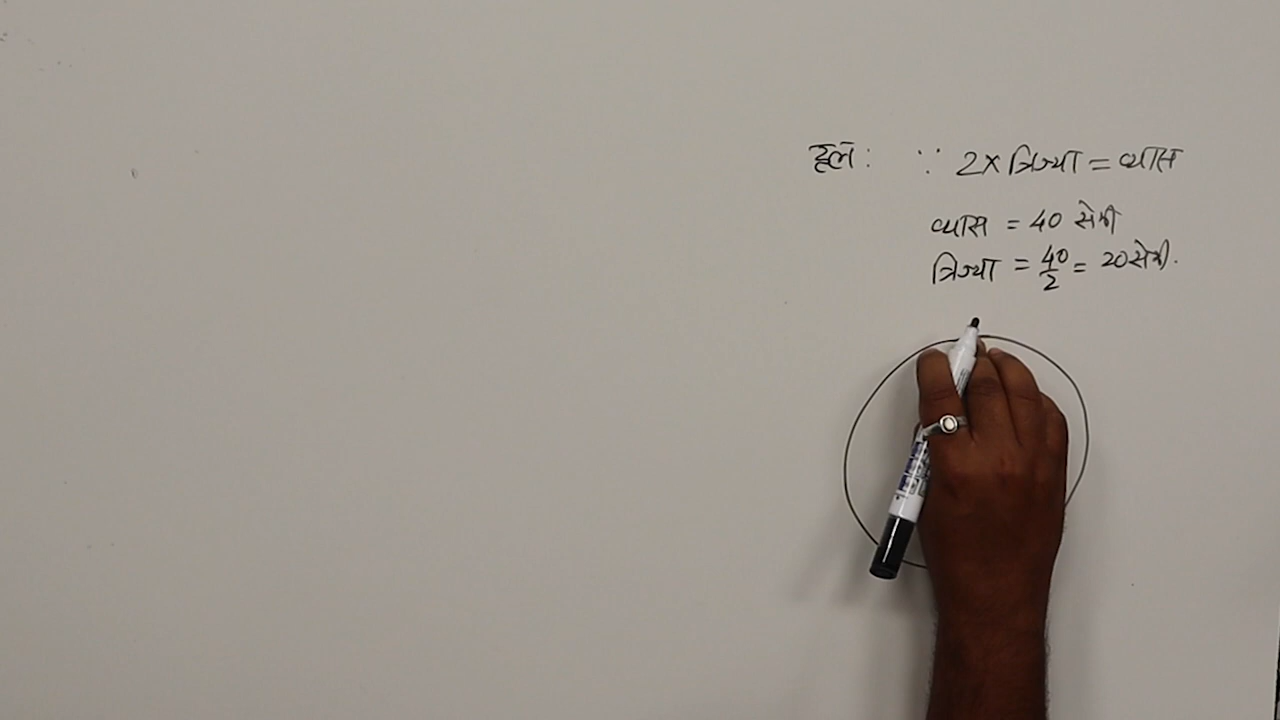 हल : ∵ 2 × त्रिज्या = व्यास
व्यास = 40 सेमी
त्रिज्या = 40/2 = 20 सेमी.